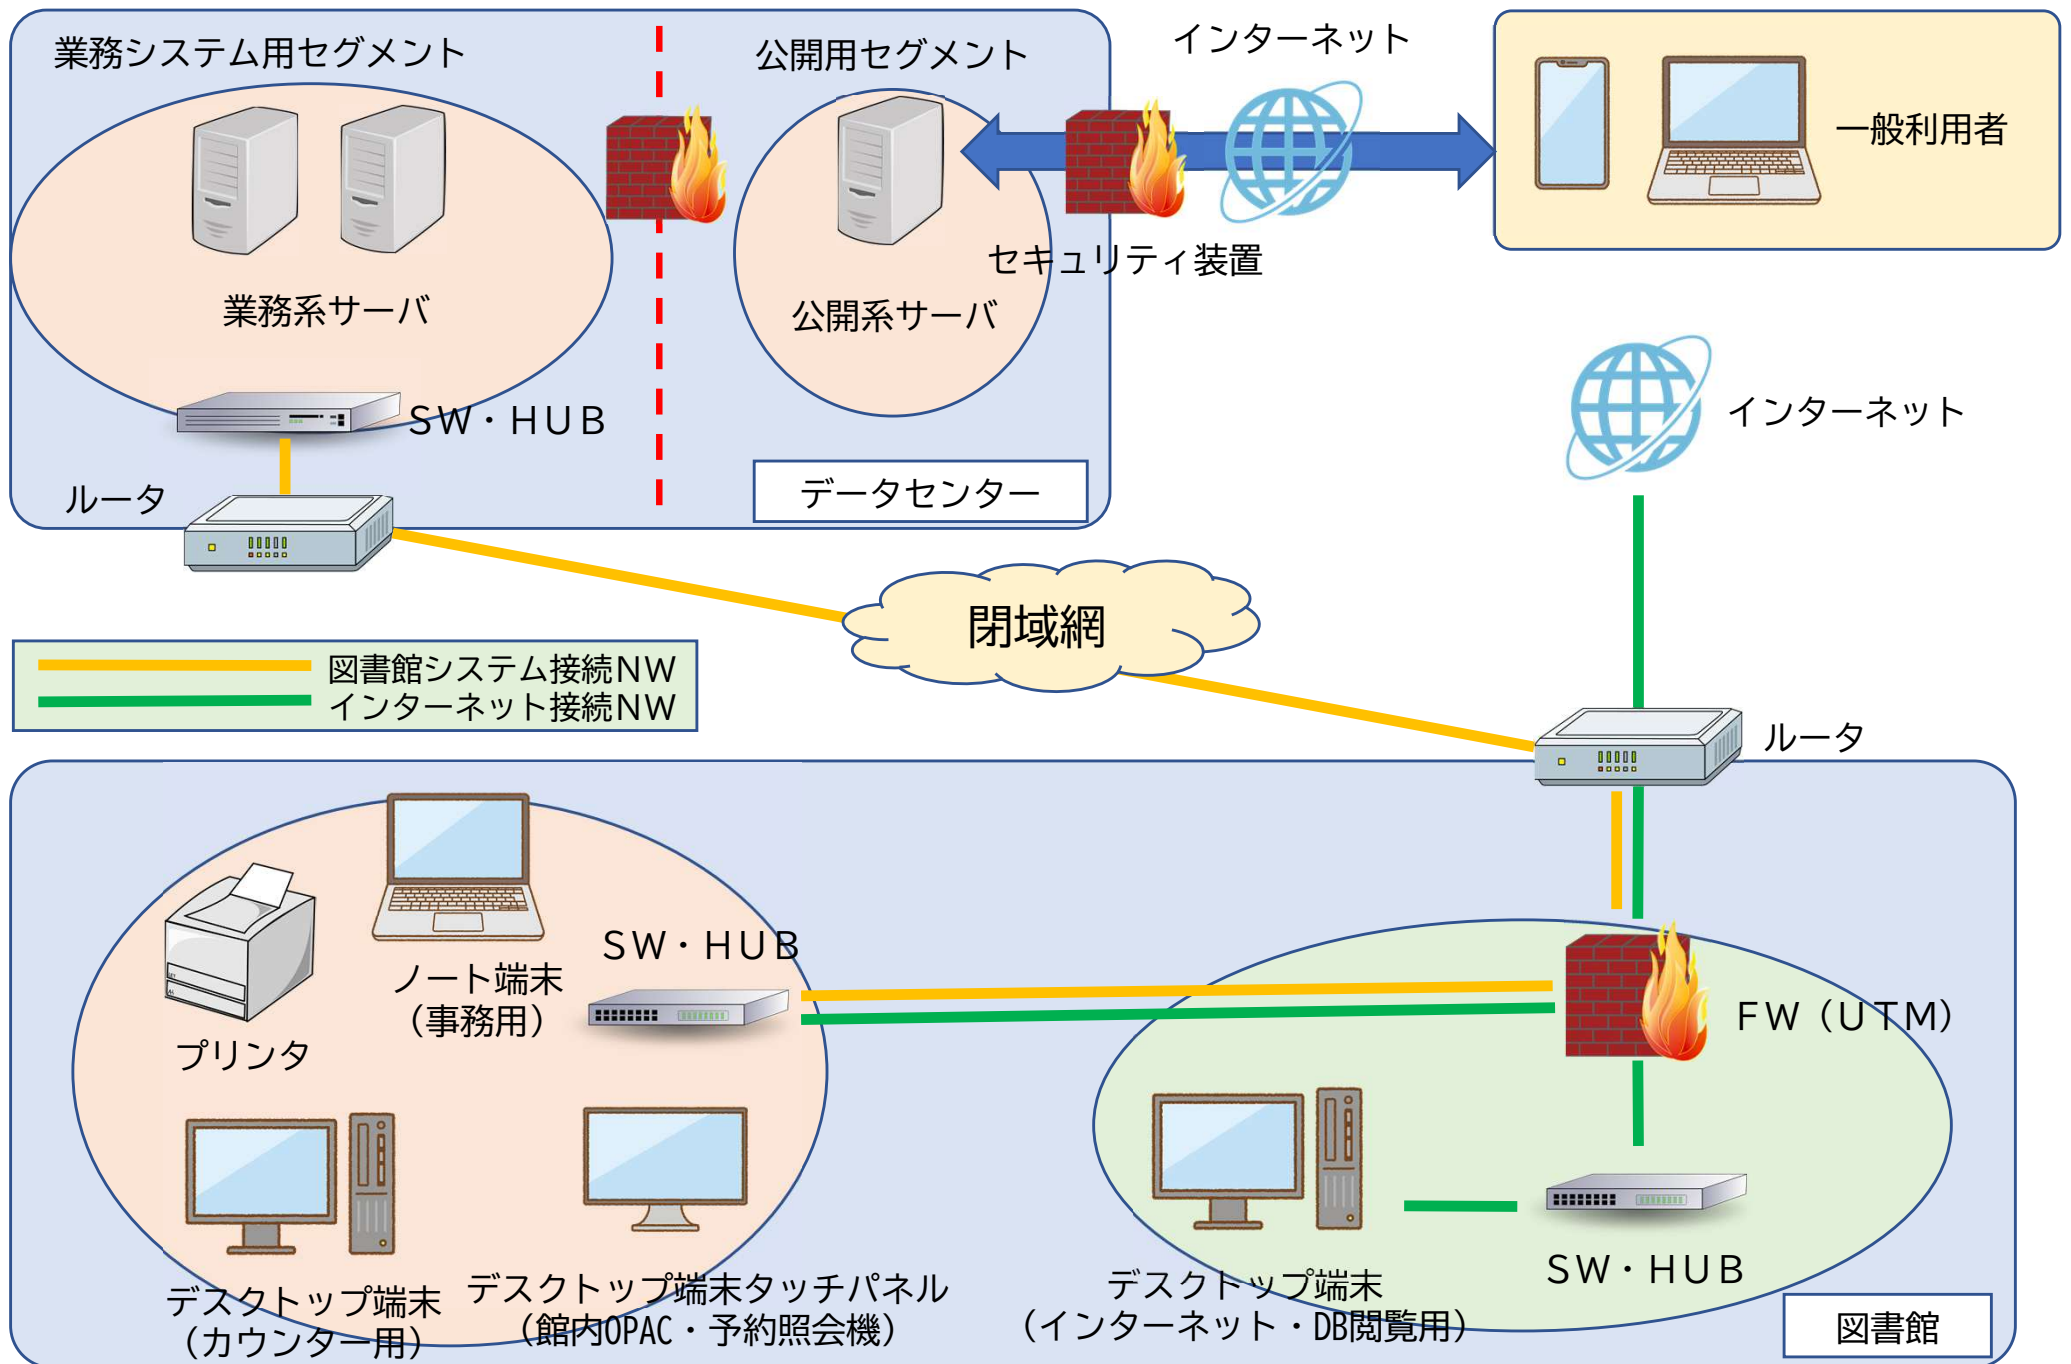 業務システム用セグメント
公開用セグメント
インターネット
一般利用者
セキュリティ装置
業務系サーバ
公開系サーバ
インターネット
SW・HUB
データセンター
ルータ
閉域網
図書館システム接続NW
インターネット接続NW
ルータ
SW・HUB
ノート端末
(事務用)
FW(UTM)
プリンタ
デスクトップ端末
(カウンター用)
デスクトップ端末タッチパネル
(館内OPAC・予約照会機)
デスクトップ端末
(インターネット・DB閲覧用)
SW・HUB
図書館